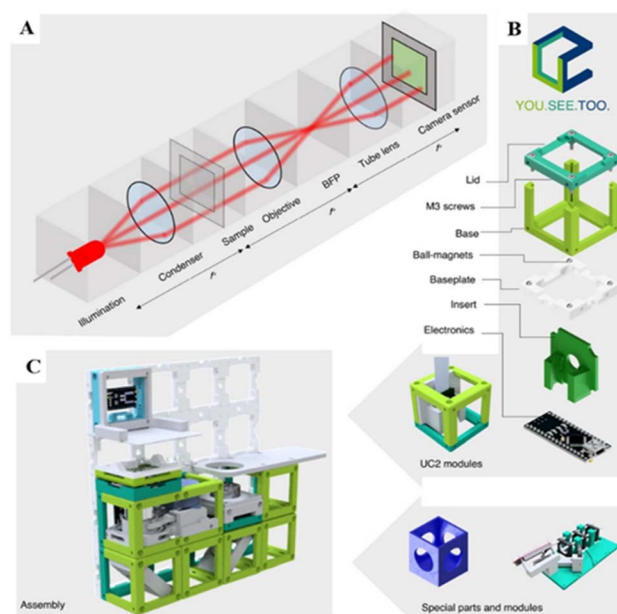 A
Illumination
Condenser
Sample
Objective
BFP
Tube lens
Camera sensor
B
YOU.SEE.TOO.
Lid
M3 screws
Base
Ball-magnets
Baseplate
Insert
Electronics
UC2 modules
C
Assembly
Special parts and modules